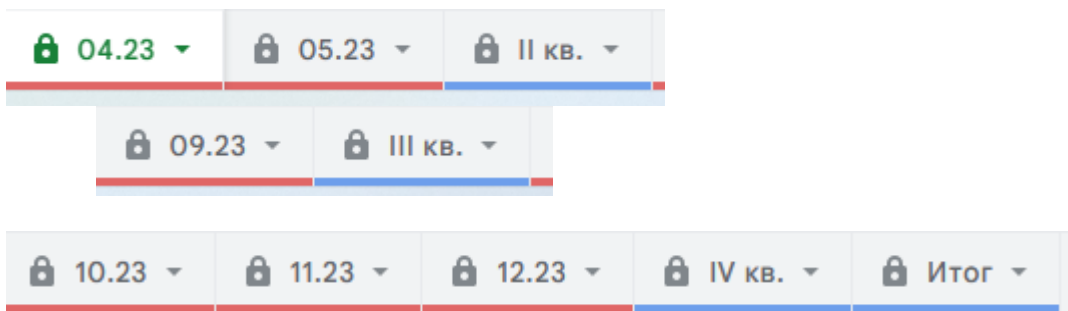 04.23 05.23 II кв.
09.23 III кв.
10.23 11.23 12.23 IV кв. Итог